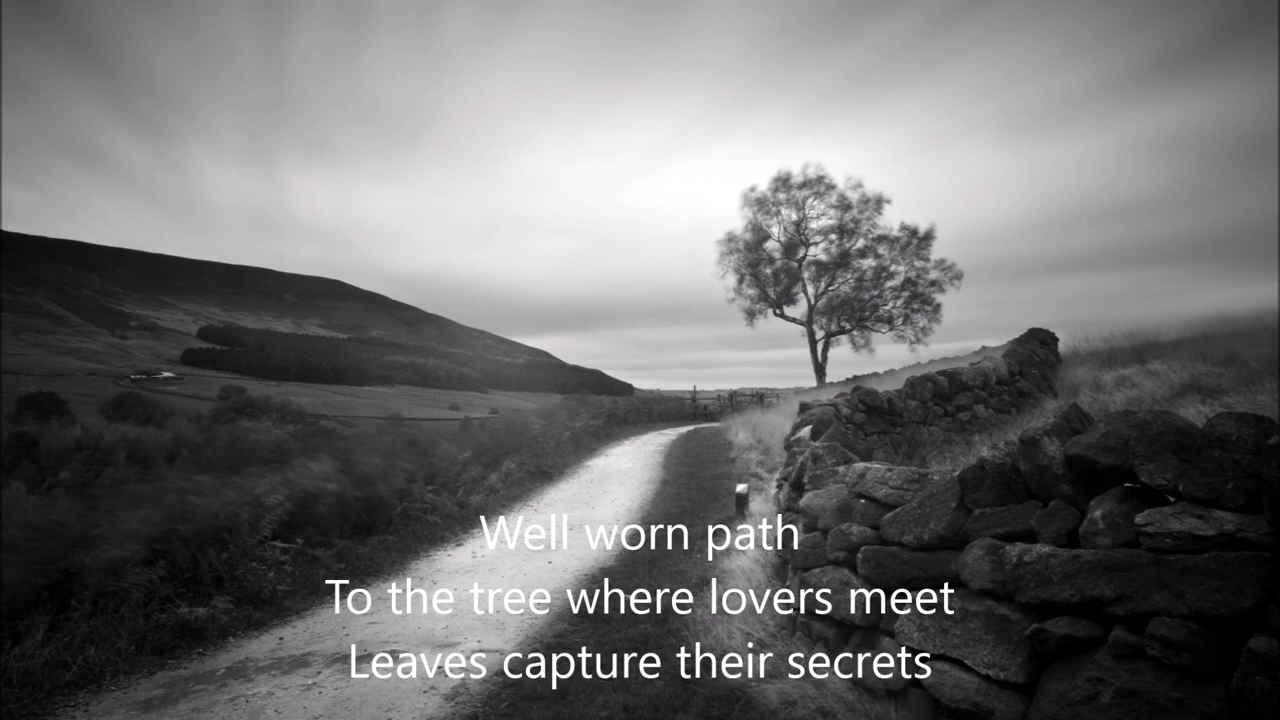 Well worn path
To the tree where lovers meet
Leaves capture their secrets